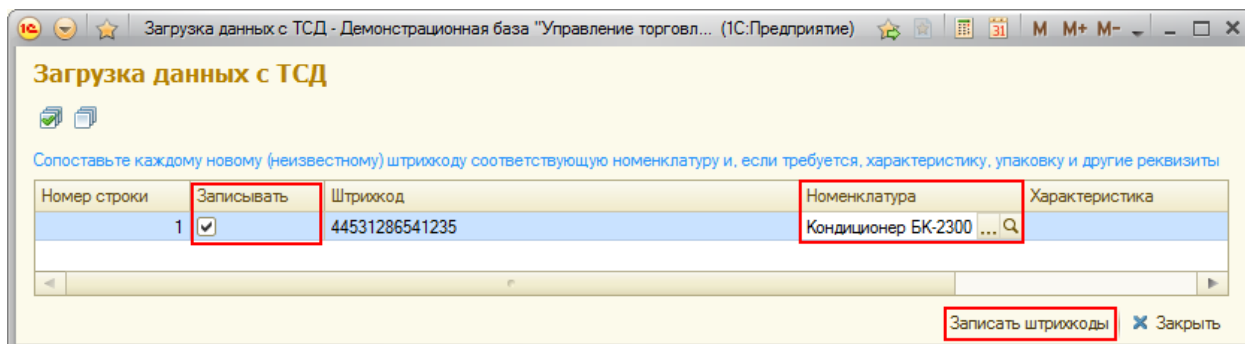 1С Загрузка данных с ТСД - Демонстрационная база "Управление торговл... (1С:Предприятие) 31 M M+ M-
Загрузка данных с ТСД
Сопоставьте каждому новому (неизвестному) штрихкоду соответствующую номенклатуру и, если требуется, характеристику, упаковку и другие реквизиты
Номер строки Записывать Штрихкод Номенклатура Характеристика
1 44531286541235 Кондиционер БК-2300 ...
Записать штрихкоды Закрыть